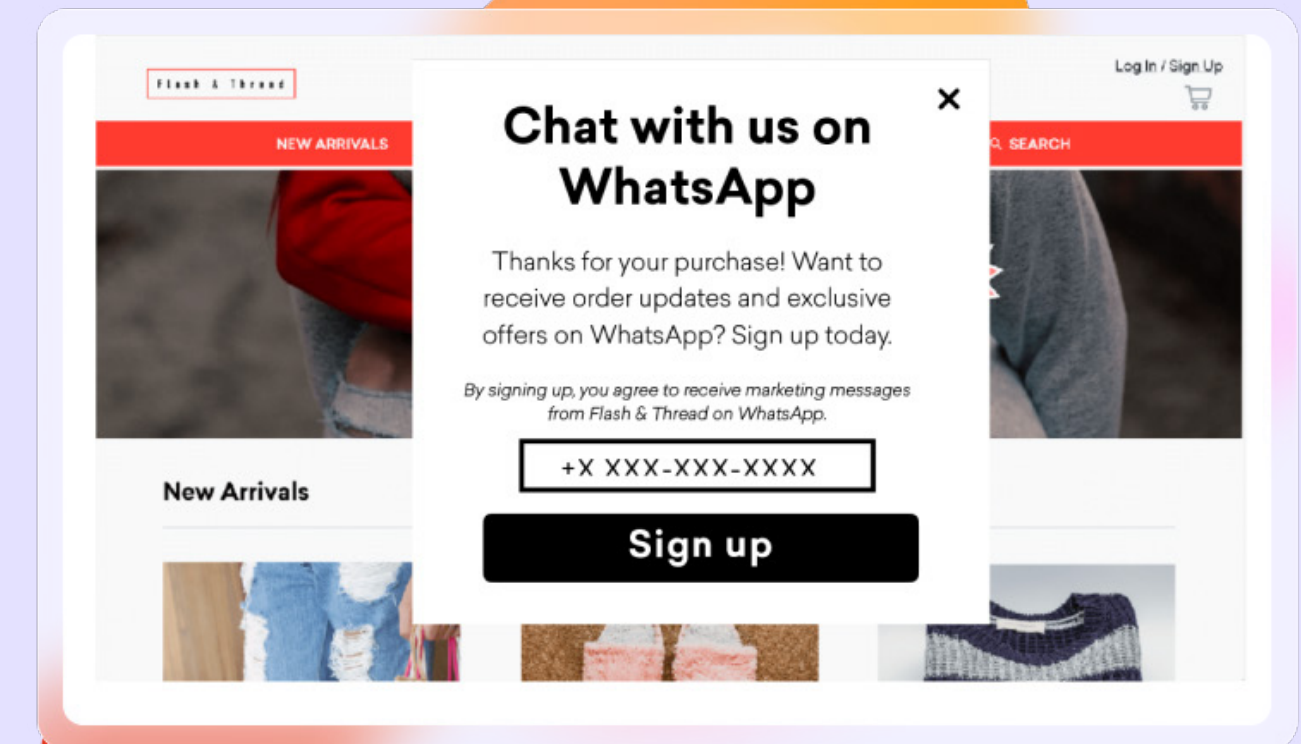 Flash & Thread
Log In / Sign Up
NEW ARRIVALS
SEARCH
Chat with us on
WhatsApp
Thanks for your purchase! Want to
receive order updates and exclusive
offers on WhatsApp? Sign up today.
By signing up, you agree to receive marketing messages
from Flash & Thread on WhatsApp.
+X XXX-XXX-XXXX
Sign up
New Arrivals